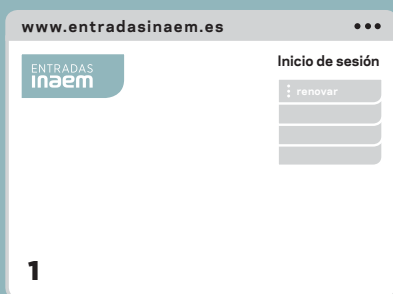 www.entradasinaem.es
ENTRADAS
inaem
Inicio de sesión
renovar
1